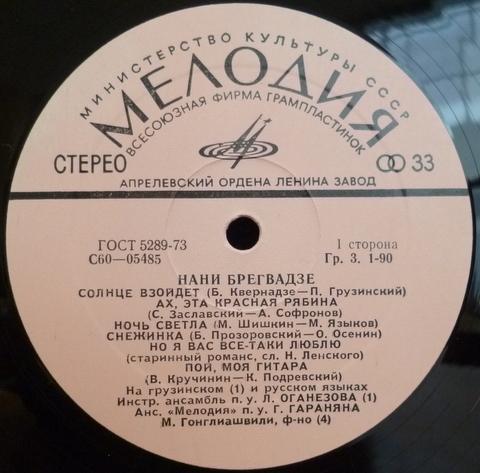 МИНИСТЕРСТВО КУЛЬТУРЫ СССР
МЕЛОДИЯ
ВСЕСОЮЗНАЯ ФИРМА ГРАМПЛАСТИНОК
СТЕРЕО
33
АПРЕЛЕВСКИЙ ОРДЕНА ЛЕНИНА ЗАВОД
ГОСТ 5289-73
I сторона
С60—05485
Гр. 3. 1-90
НАНИ БРЕГВАДЗЕ
СОЛНЦЕ ВЗОЙДЕТ (Б. Квернадзе—П. Грузинский)
АХ, ЭТА КРАСНАЯ РЯБИНА
(С. Заславский—А. Софронов)
НОЧЬ СВЕТЛА (М. Шишкин—М. Языков)
СНЕЖИНКА (Б. Прозоровский—О. Осенин)
НО Я ВАС ВСЕ-ТАКИ ЛЮБЛЮ
(старинный романс, сл. Н. Ленского)
ПОЙ, МОЯ ГИТАРА
(В. Кручинин—К. Подревский)
На грузинском (1) и русском языках
Инстр. ансамбль п/у Л. ОГАНЕЗОВА (1)
Анс. «Мелодия» п/у Г. ГАРАНЯНА
М. Гонглиашвили, ф-но (4)